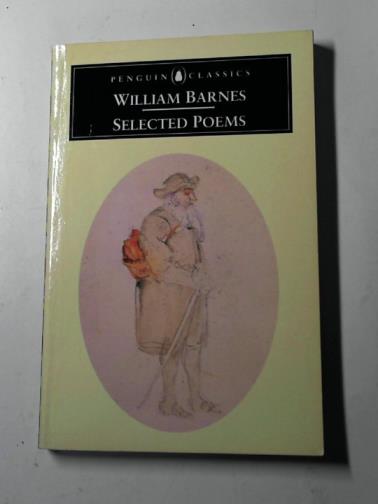 PENGUIN CLASSICS
WILLIAM BARNES
SELECTED POEMS